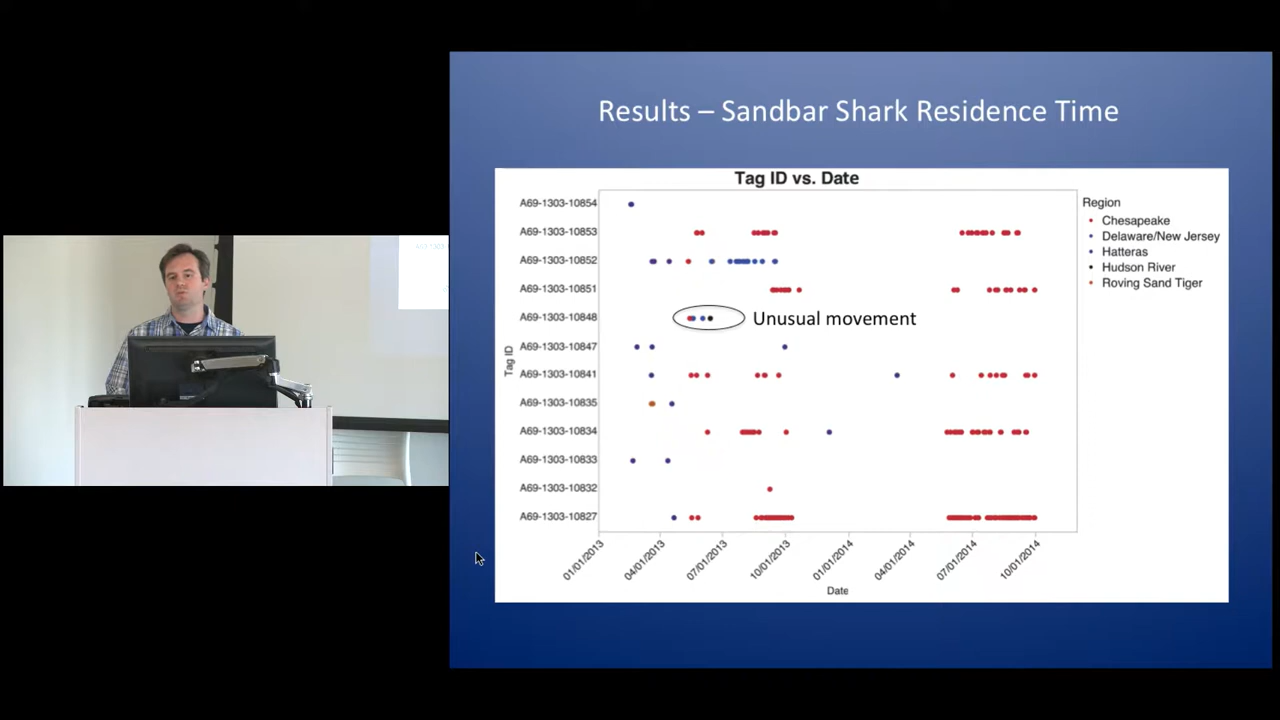 Results – Sandbar Shark Residence Time
Tag ID vs. Date
Tag ID
A69-1303-10854
A69-1303-10853
A69-1303-10852
A69-1303-10851
A69-1303-10848
A69-1303-10847
A69-1303-10841
A69-1303-10835
A69-1303-10834
A69-1303-10833
A69-1303-10832
A69-1303-10827
Unusual movement
01/01/2013
04/01/2013
07/01/2013
10/01/2013
01/01/2014
04/01/2014
07/01/2014
10/01/2014
Date
Region
Chesapeake
Delaware/New Jersey
Hatteras
Hudson River
Roving Sand Tiger